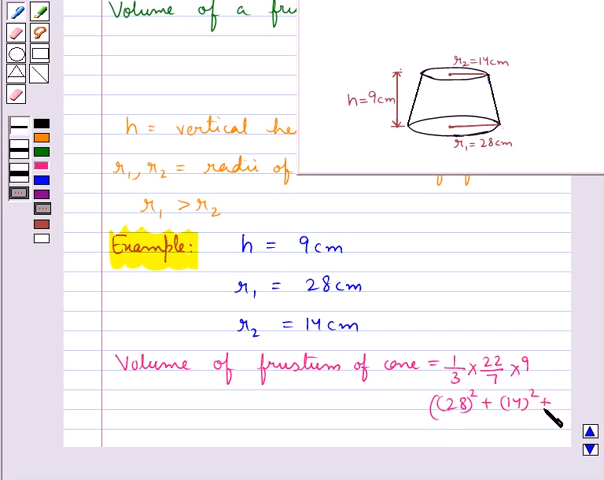 Volume of a fru
r₂=14cm
h=9cm
r₁=28cm
h = vertical he
r₁, r₂ = radii of
r₁ > r₂
Example: h = 9cm
r₁ = 28cm
r₂ = 14cm
Volume of frustum of cone = 1/3 × 22/7 × 9
((28)² + (14)² +